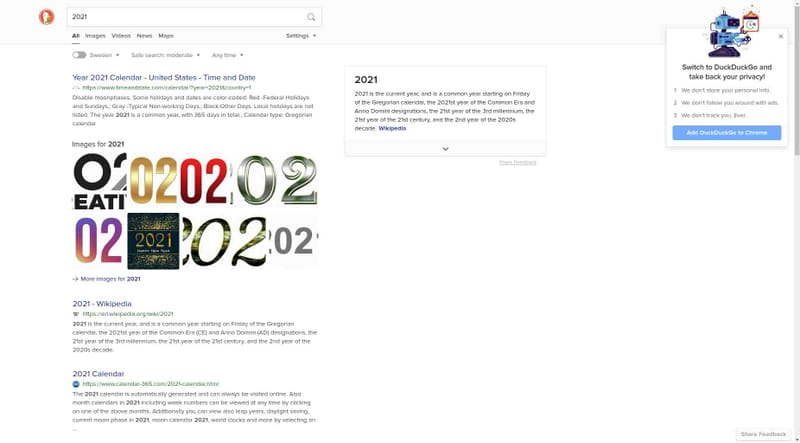 2021
All Images Videos News Maps Settings
Sweden Safe search: moderate Any time
Year 2021 Calendar - United States - Time and Date
https://www.timeanddate.com/calendar/?year=2021&country=1
Disable moonphases. Some holidays and dates are color-coded: Red -Federal Holidays
and Sundays.; Gray -Typical Non-working Days.; Black-Other Days. Local holidays are not
listed. The year 2021 is a common year, with 365 days in total.; Calendar type: Gregorian
calendar
Images for 2021
EATI
2021
HAPPY NEW YEAR
More Images for 2021
2021 - Wikipedia
https://en.wikipedia.org/wiki/2021
2021 is the current year, and is a common year starting on Friday of the Gregorian
calendar, the 2021st year of the Common Era (CE) and Anno Domini (AD) designations, the
21st year of the 3rd millennium, the 21st year of the 21st century, and the 2nd year of the
2020s decade.
2021 Calendar
https://www.calendar-365.com/2021-calendar.html
The 2021 calendar is automatically generated and can always be visited online. Also
month calendars in 2021 including week numbers can be viewed at any time by clicking
on one of the above months. Additionally you can view also leap years, daylight saving,
current moon phase in 2021, moon calendar 2021, world clocks and more by selecting an
...
2021
2021 is the current year, and is a common year starting on Friday of
the Gregorian calendar, the 2021st year of the Common Era and
Anno Domini designations, the 21st year of the 3rd millennium, the
21st year of the 21st century, and the 2nd year of the 2020s
decade. Wikipedia
Share Feedback
Switch to DuckDuckGo and
take back your privacy!
1 We don't store your personal info.
2 We don't follow you around with ads.
3 We don't track you. Ever.
Add DuckDuckGo to Chrome
Share Feedback